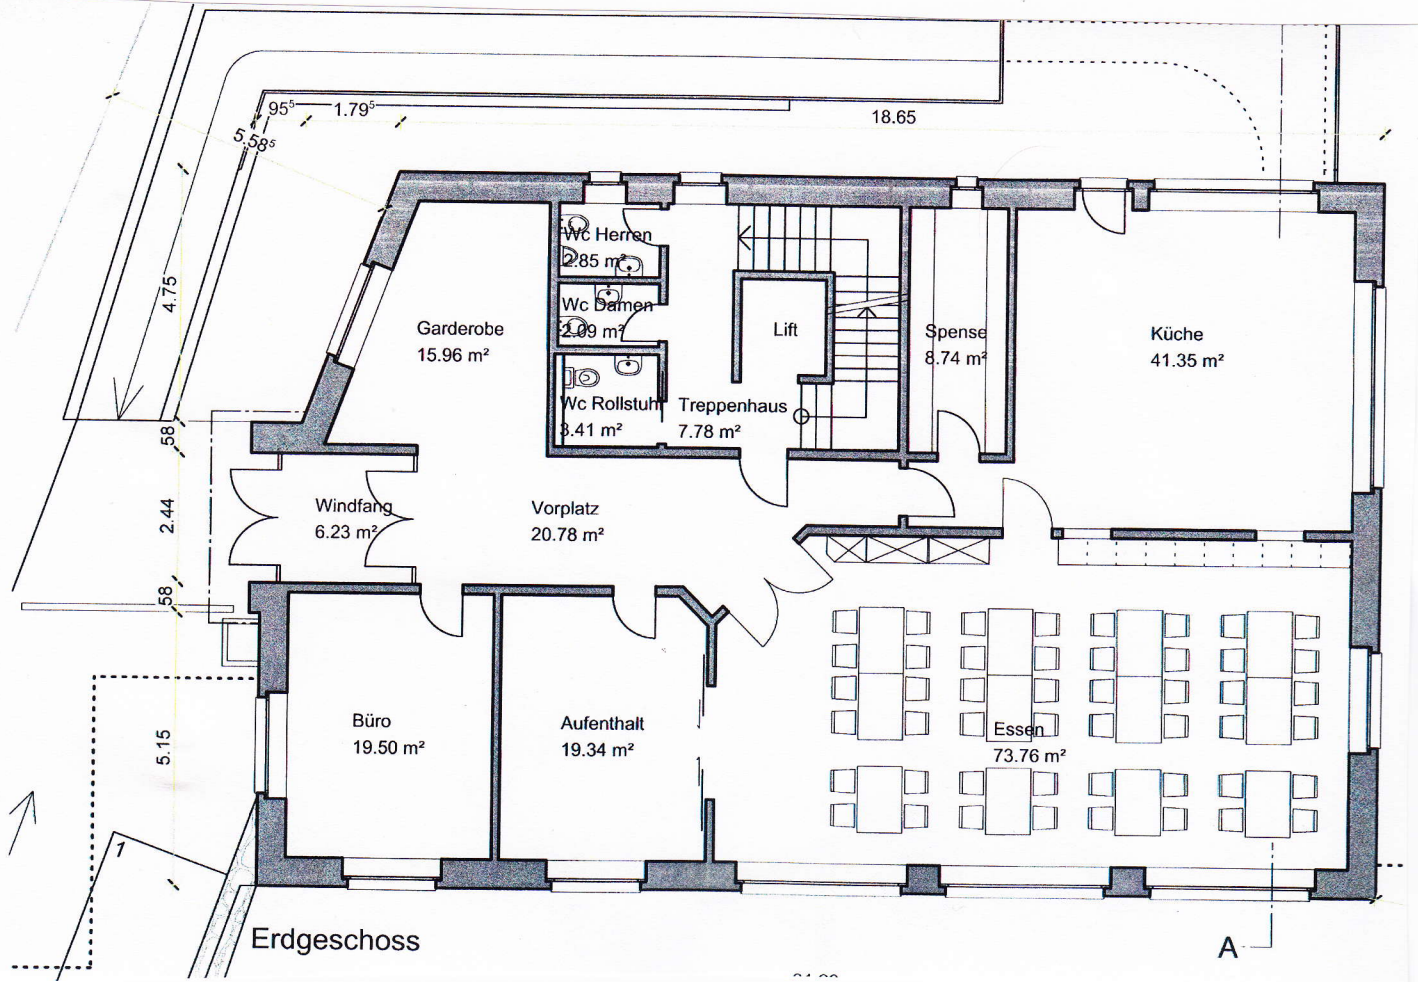 95⁵
1.79⁵
18.65
5.58⁵
4.75
58
2.44
58
5.15
Wc Herren
2.85 m²
Wc Damen
2.09 m²
Wc Rollstuhl
3.41 m²
Garderobe
15.96 m²
Lift
Treppenhaus
7.78 m²
Spense
8.74 m²
Küche
41.35 m²
Windfang
6.23 m²
Vorplatz
20.78 m²
Büro
19.50 m²
Aufenthalt
19.34 m²
Essen
73.76 m²
1
Erdgeschoss
A